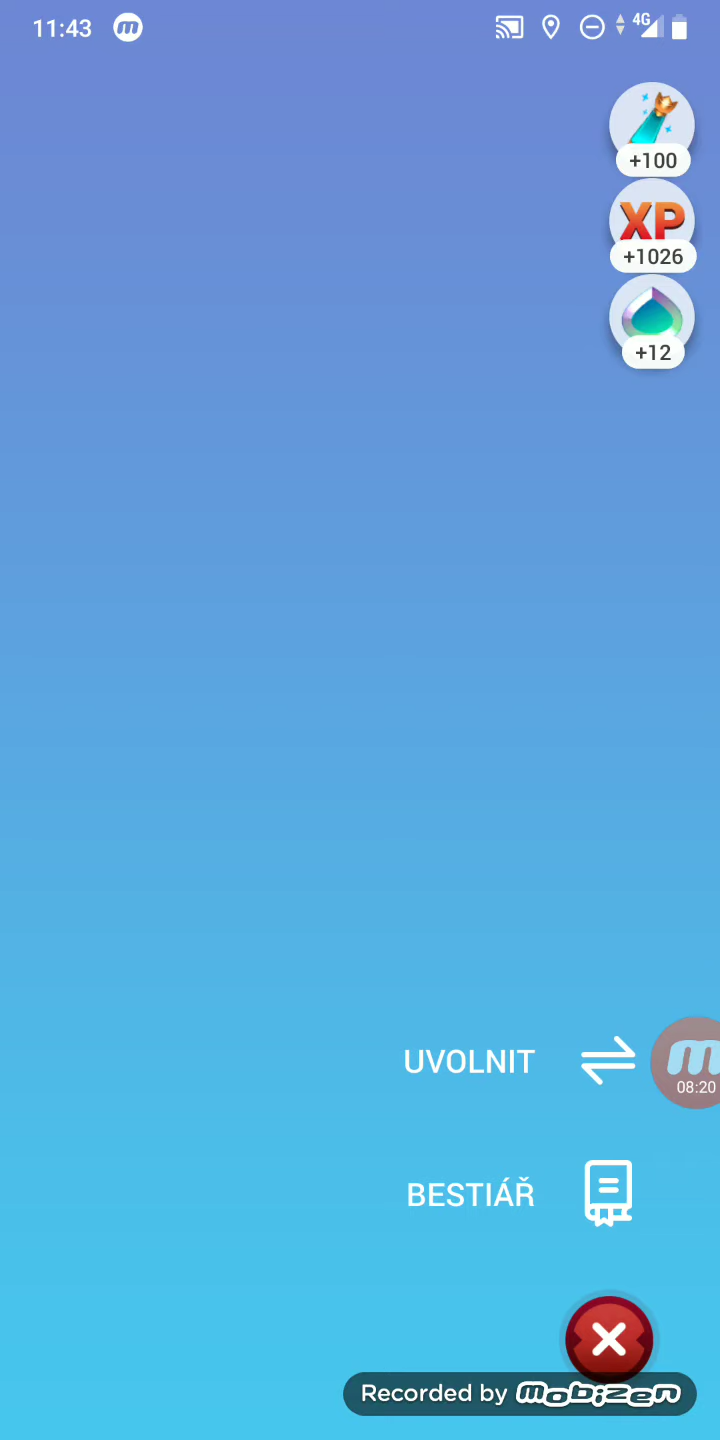 11:43
4G
+100
XP
+1026
+12
UVOLNIT
08:20
BESTIÁŘ
Recorded by mobizen